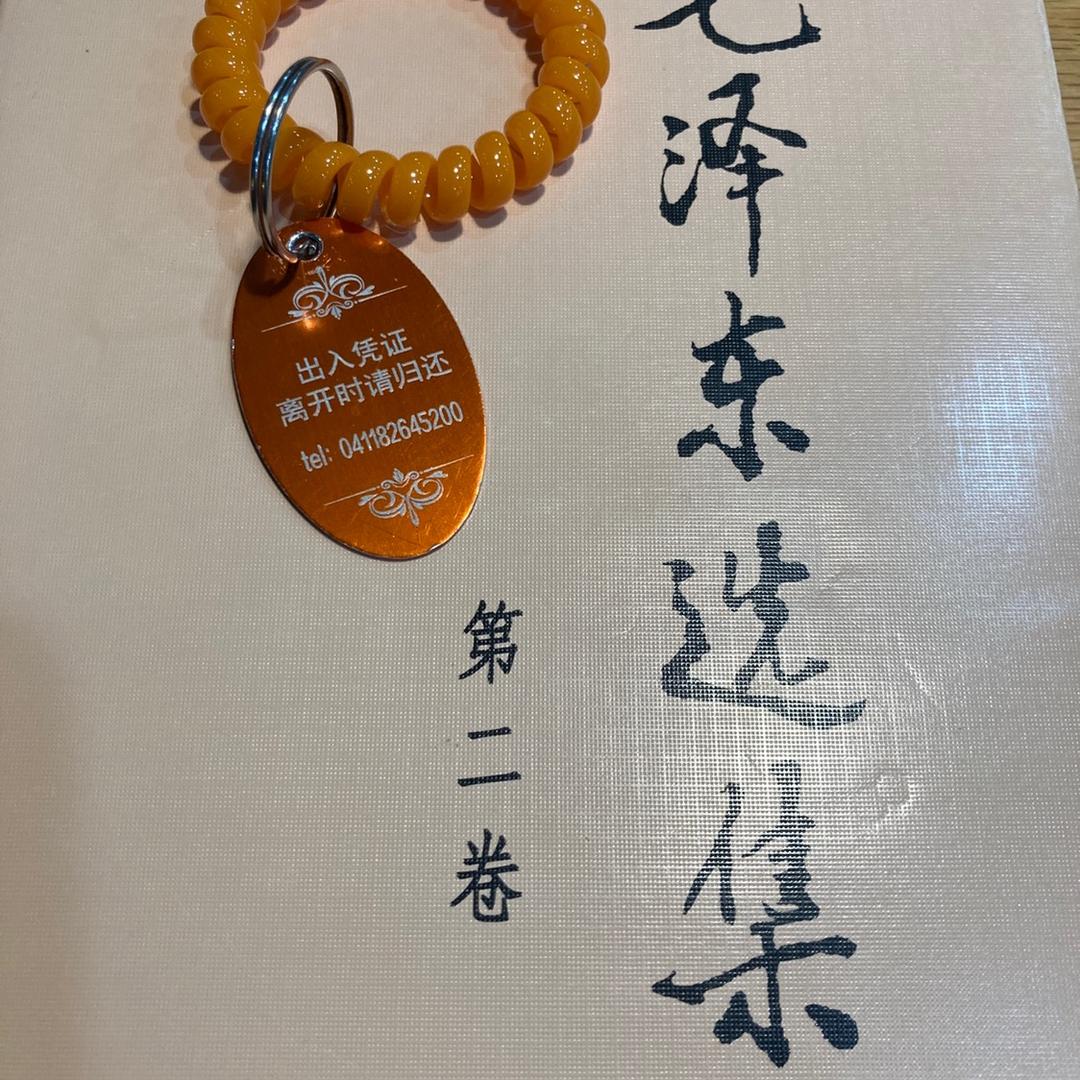 毛泽东选集
第二卷
出入凭证
离开时请归还
tel: 041182645200